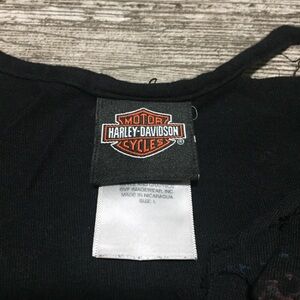 MOTOR
HARLEY-DAVIDSON
CYCLES
®
MADE IN NICARAGUA
SIZE: L